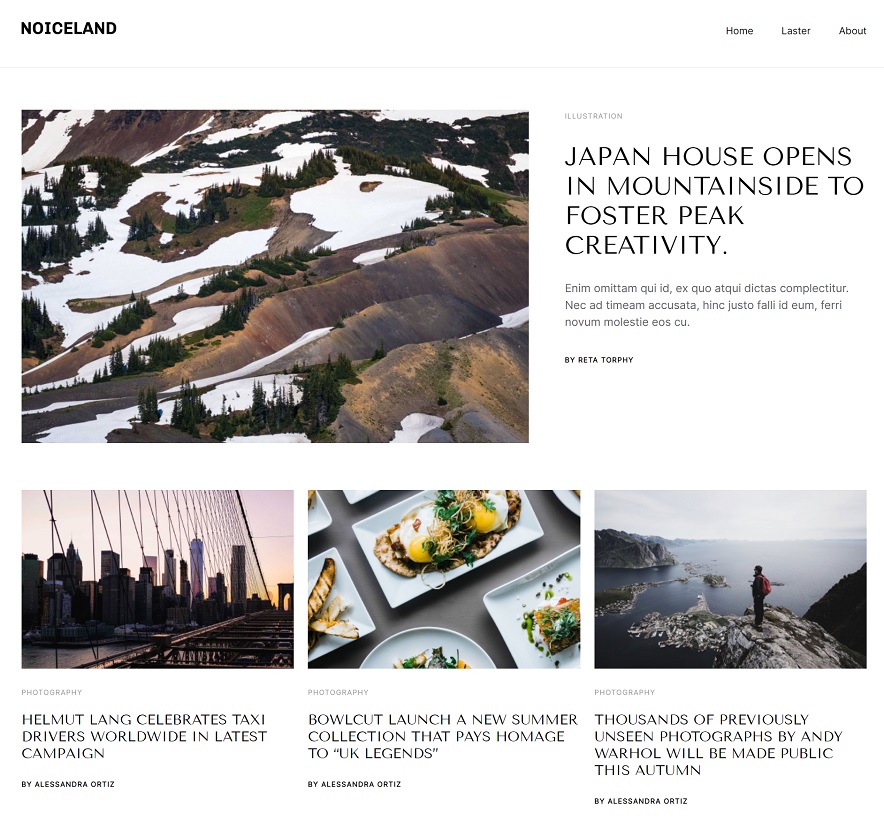 NOICELAND
Home Laster About
ILLUSTRATION
JAPAN HOUSE OPENS
IN MOUNTAINSIDE TO
FOSTER PEAK
CREATIVITY.
Enim omittam qui id, ex quo atqui dictas complectitur.
Nec ad timeam accusata, hinc justo falli id eum, ferri
novum molestie eos cu.
BY RETA TORPHY
PHOTOGRAPHY
HELMUT LANG CELEBRATES TAXI
DRIVERS WORLDWIDE IN LATEST
CAMPAIGN
BY ALESSANDRA ORTIZ
PHOTOGRAPHY
BOWLCUT LAUNCH A NEW SUMMER
COLLECTION THAT PAYS HOMAGE
TO “UK LEGENDS”
BY ALESSANDRA ORTIZ
PHOTOGRAPHY
THOUSANDS OF PREVIOUSLY
UNSEEN PHOTOGRAPHS BY ANDY
WARHOL WILL BE MADE PUBLIC
THIS AUTUMN
BY ALESSANDRA ORTIZ